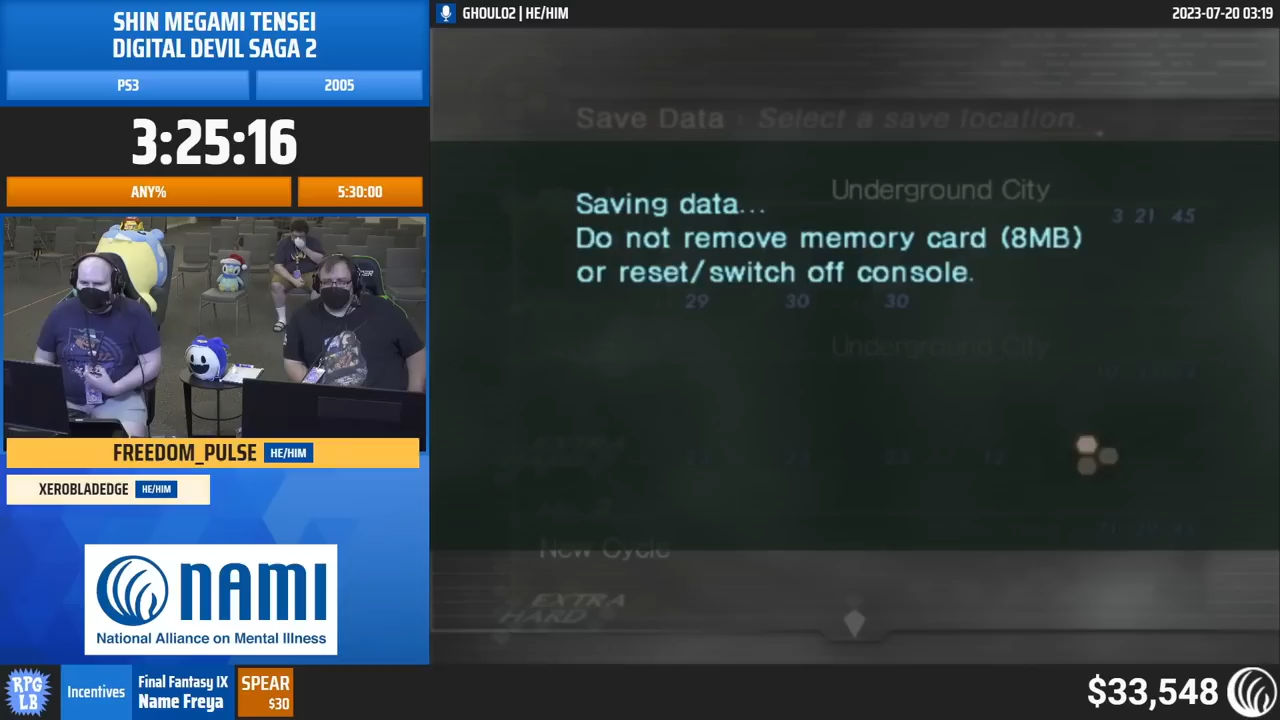 SHIN MEGAMI TENSEI
DIGITAL DEVIL SAGA 2
PS3
2005
3:25:16
ANY%
5:30:00
FREEDOM_PULSE HE/HIM
XEROBLADEDGE HE/HIM
NAMI
National Alliance on Mental Illness
GHOUL02 | HE/HIM
2023-07-20 03:19
Save Data · Select a save location.
Underground City
3 21 45
Saving data...
Do not remove memory card (8MB)
or reset/switch off console.
29 30 30
Underground City
EXTRA
New Cycle
EXTRA
HARD
RPG
LB
Incentives
Final Fantasy IX
Name Freya
SPEAR
$30
$33,548